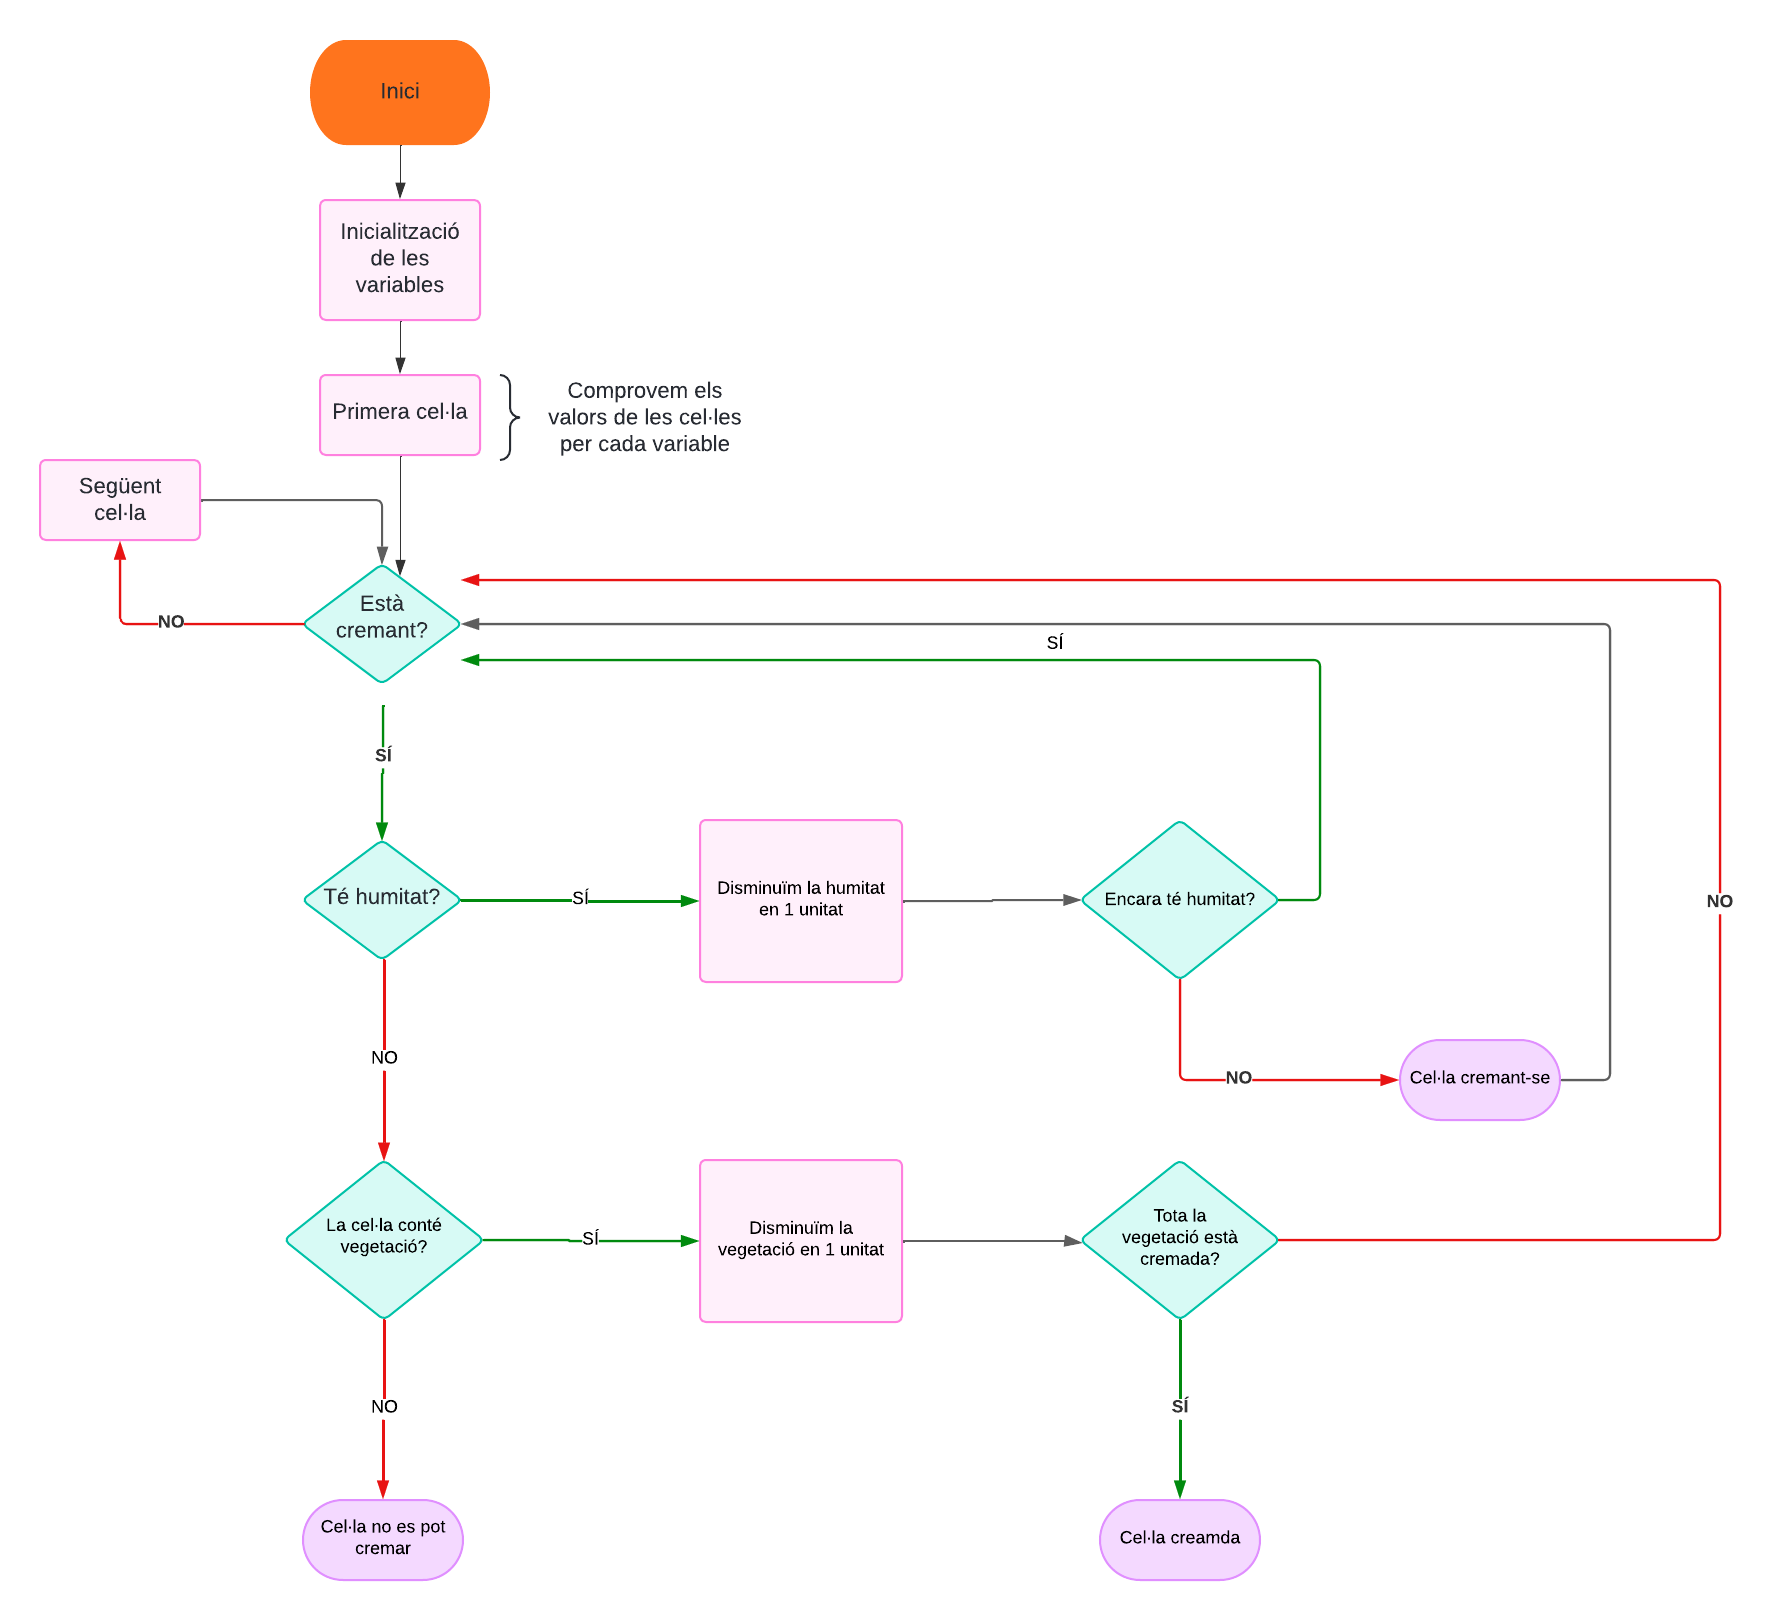 Inici
Inicialització
de les
variables
Primera cel·la
Comprovem els
valors de les cel·les
per cada variable
Següent
cel·la
Està
cremant?
NO
SÍ
SÍ
Té humitat?
SÍ
Disminuïm la humitat
en 1 unitat
Encara té humitat?
NO
NO
NO
Cel·la cremant-se
La cel·la conté
vegetació?
SÍ
Disminuïm la
vegetació en 1 unitat
Tota la
vegetació està
cremada?
NO
SÍ
Cel·la no es pot
cremar
Cel·la creamda